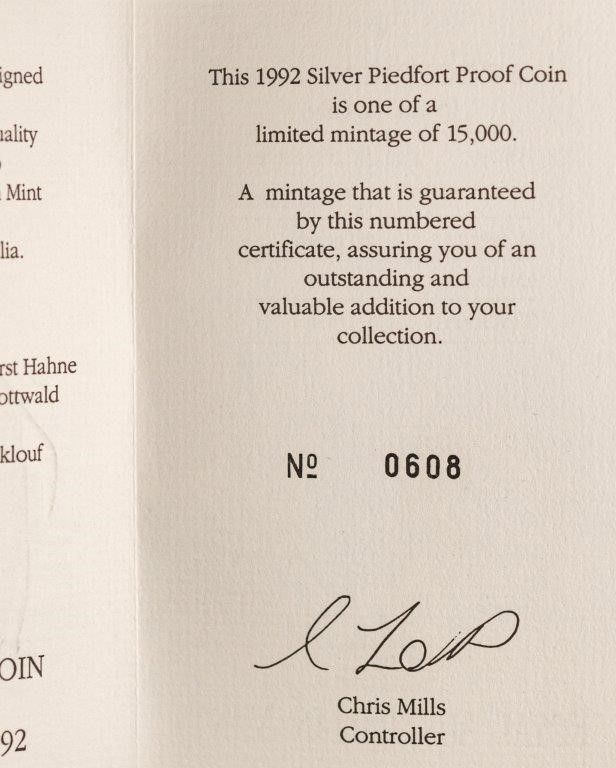 igned
uality
Mint
lia.
rst Hahne
ottwald
klouf
OIN
92
This 1992 Silver Piedfort Proof Coin
is one of a
limited mintage of 15,000.
A mintage that is guaranteed
by this numbered
certificate, assuring you of an
outstanding and
valuable addition to your
collection.
Nº 0608
Chris Mills
Controller